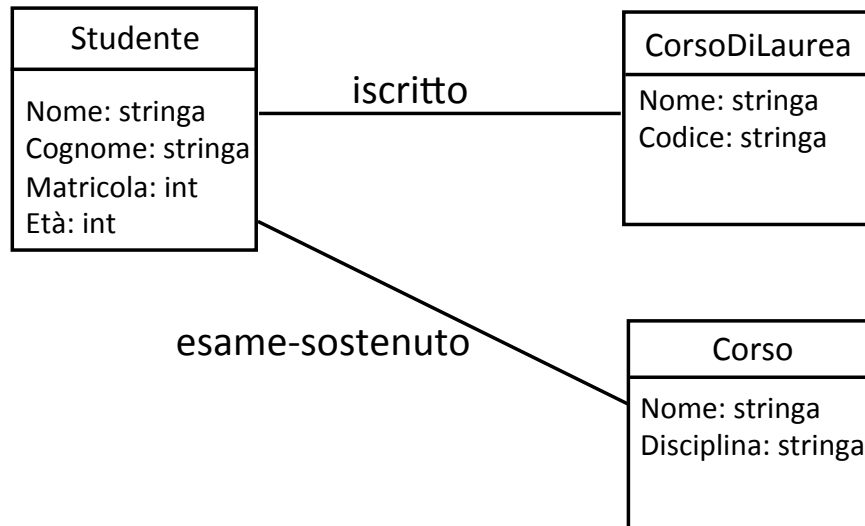 Studente
Nome: stringa
Cognome: stringa
Matricola: int
Età: int
iscritto
CorsoDiLaurea
Nome: stringa
Codice: stringa
esame-sostenuto
Corso
Nome: stringa
Disciplina: stringa